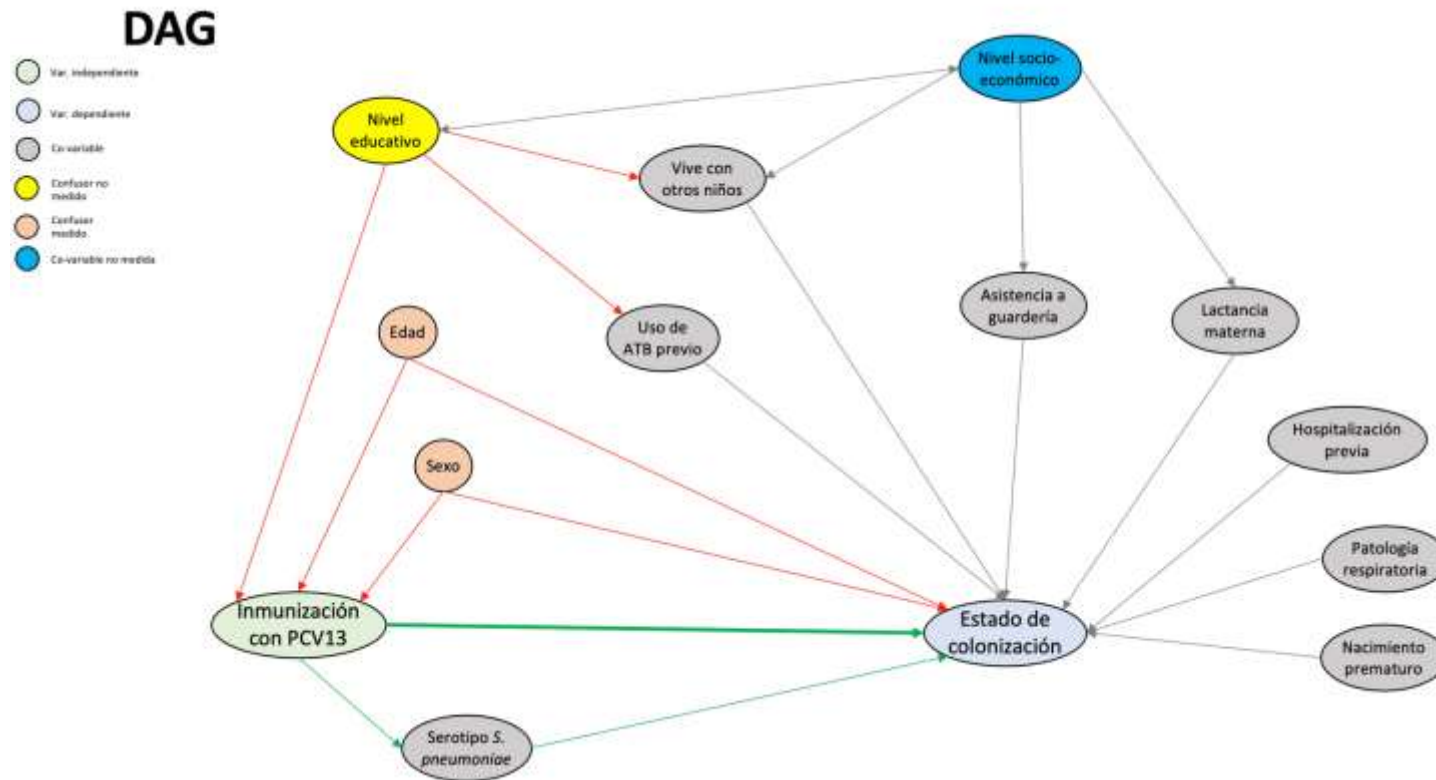 DAG
Var. independiente
Var. dependiente
Co-variable
Confusor no
medido
Confusor
medido
Co-variable no medida
Nivel socio-
económico
Nivel
educativo
Vive con
otros niños
Asistencia a
guardería
Lactancia
materna
Edad
Uso de
ATB previo
Sexo
Hospitalización
previa
Patología
respiratoria
Inmunización
con PCV13
Estado de
colonización
Nacimiento
prematuro
Serotipo S.
pneumoniae